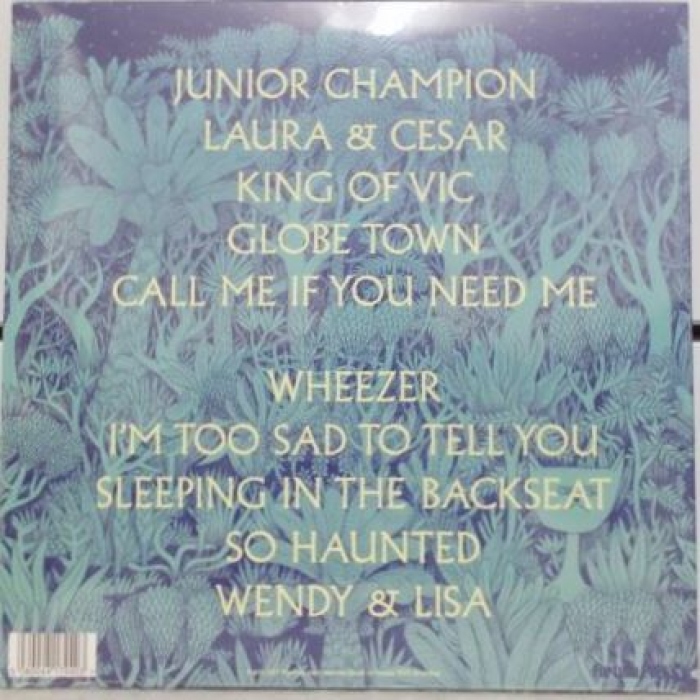 JUNIOR CHAMPION
LAURA & CESAR
KING OF VIC
GLOBE TOWN
CALL ME IF YOU NEED ME
WHEEZER
I'M TOO SAD TO TELL YOU
SLEEPING IN THE BACKSEAT
SO HAUNTED
WENDY & LISA